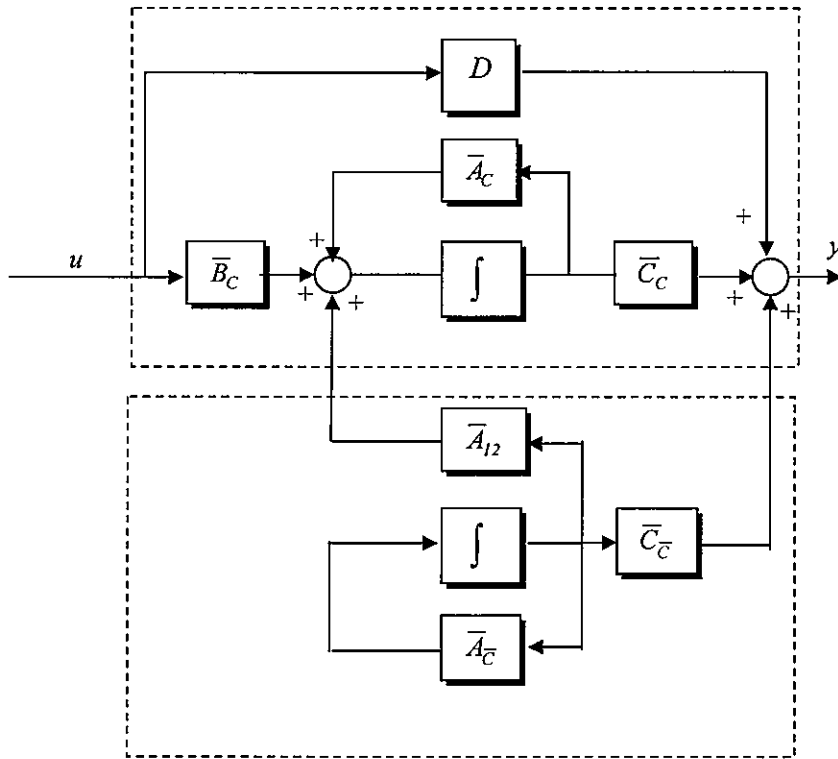 D
A̅_C
+
+
u
B̅_C
+
+
∫
C̅_C
+
+
y
A̅_12
∫
C̅_C̅
A̅_C̅